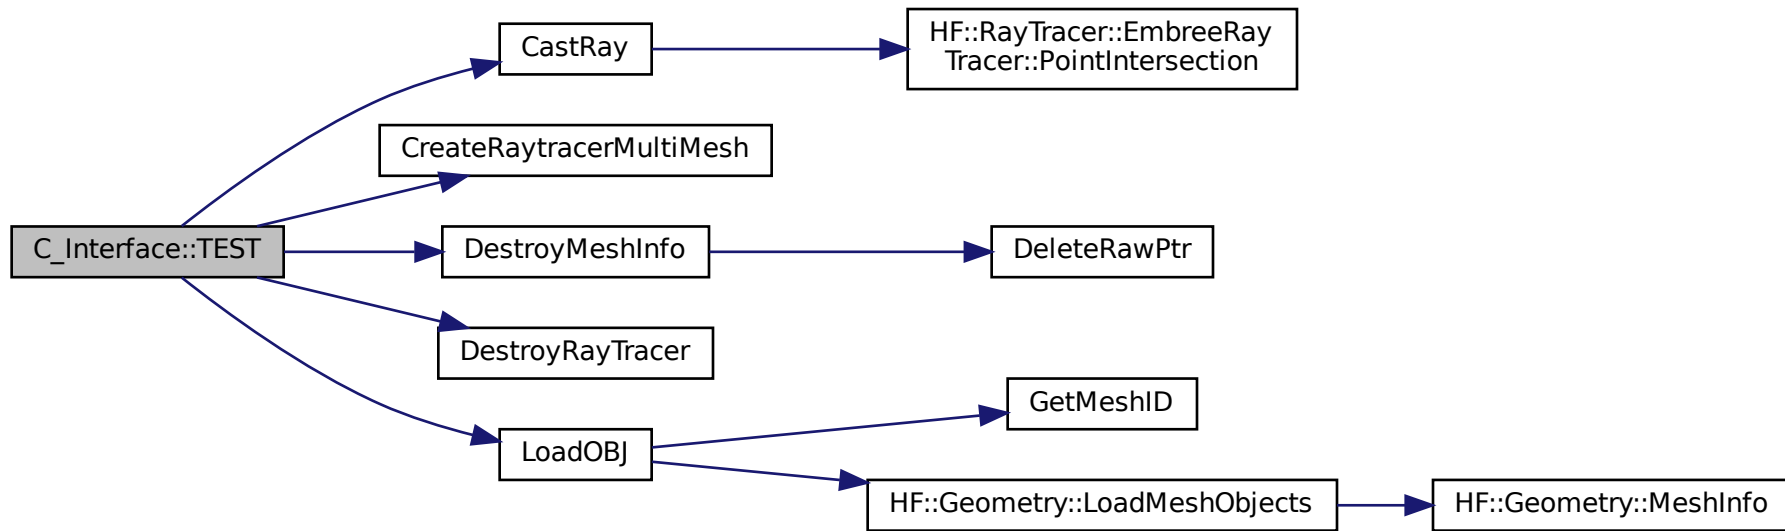 CastRay
HF::RayTracer::EmbreeRay
Tracer::PointIntersection
CreateRaytracerMultiMesh
C_Interface::TEST
DestroyMeshInfo
DeleteRawPtr
DestroyRayTracer
GetMeshID
LoadOBJ
HF::Geometry::LoadMeshObjects
HF::Geometry::MeshInfo